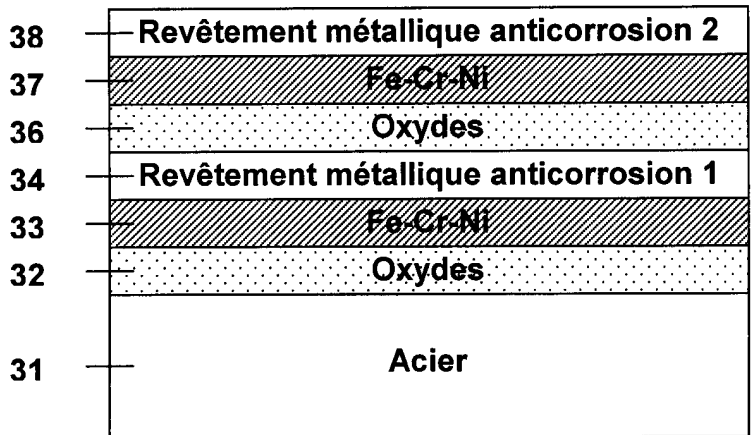 38 Revêtement métallique anticorrosion 2
37 Fe-Cr-Ni
36 Oxydes
34 Revêtement métallique anticorrosion 1
33 Fe-Cr-Ni
32 Oxydes
31 Acier